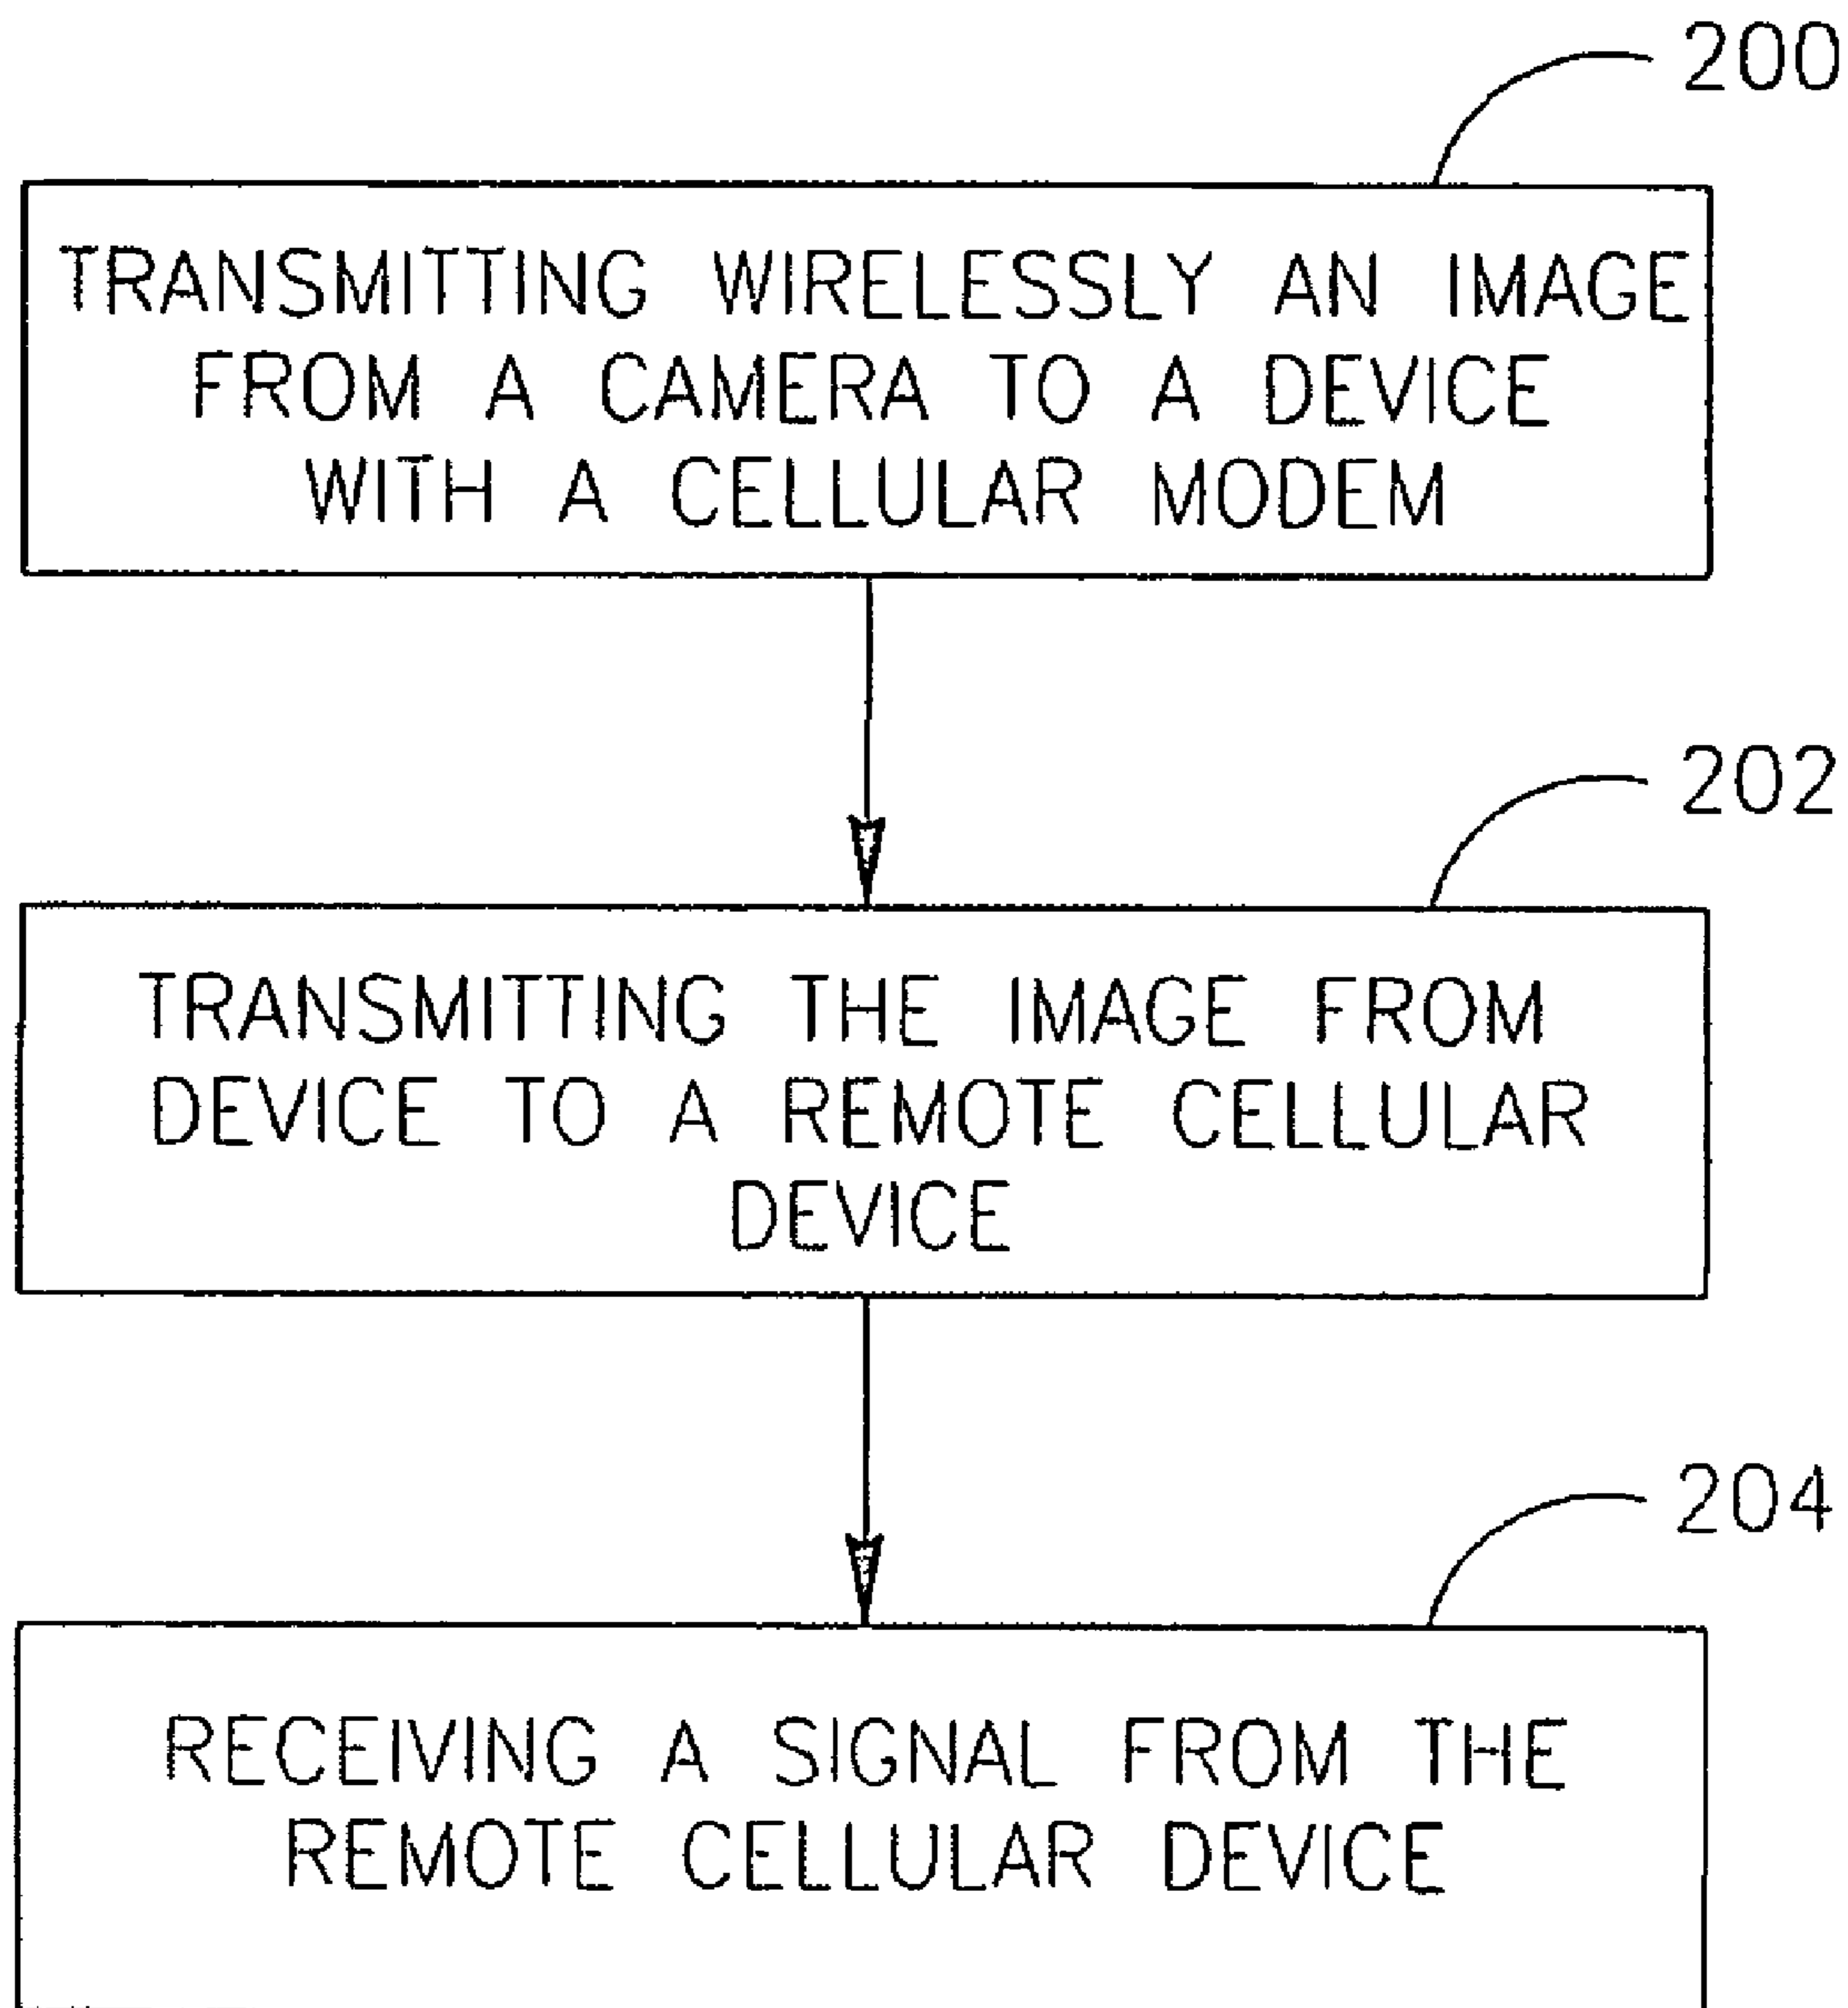 200
TRANSMITTING WIRELESSLY AN IMAGE
FROM A CAMERA TO A DEVICE
WITH A CELLULAR MODEM
202
TRANSMITTING THE IMAGE FROM
DEVICE TO A REMOTE CELLULAR
DEVICE
204
RECEIVING A SIGNAL FROM THE
REMOTE CELLULAR DEVICE